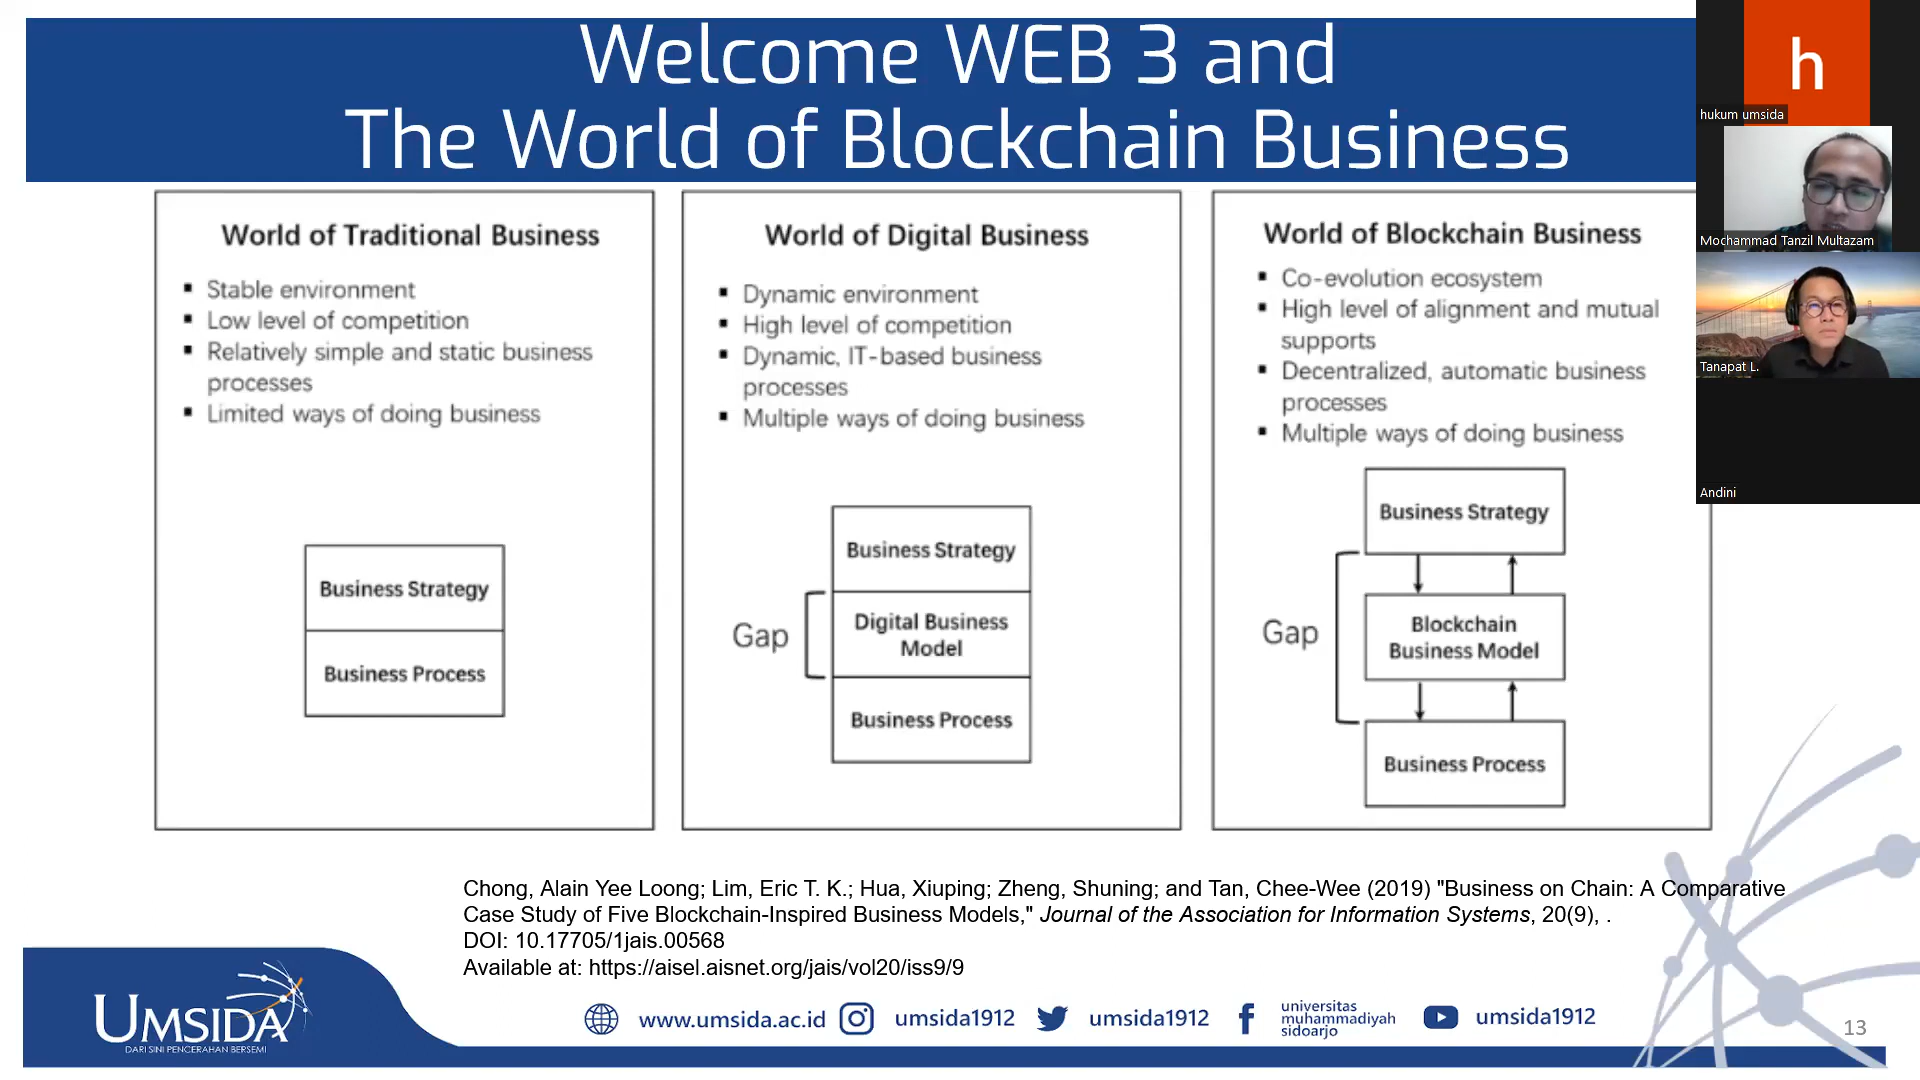 Welcome WEB 3 and
The World of Blockchain Business
World of Traditional Business
▪ Stable environment
▪ Low level of competition
▪ Relatively simple and static business
processes
▪ Limited ways of doing business
Business Strategy
Business Process
World of Digital Business
▪ Dynamic environment
▪ High level of competition
▪ Dynamic, IT-based business
processes
▪ Multiple ways of doing business
Business Strategy
Gap
Digital Business
Model
Business Process
World of Blockchain Business
▪ Co-evolution ecosystem
▪ High level of alignment and mutual
supports
▪ Decentralized, automatic business
processes
▪ Multiple ways of doing business
Business Strategy
Gap
Blockchain
Business Model
Business Process
h
hukum umsida
Mochammad Tanzil Multazam
Tanapat L.
Andini
Chong, Alain Yee Loong; Lim, Eric T. K.; Hua, Xiuping; Zheng, Shuning; and Tan, Chee-Wee (2019) "Business on Chain: A Comparative
Case Study of Five Blockchain-Inspired Business Models," Journal of the Association for Information Systems, 20(9), .
DOI: 10.17705/1jais.00568
Available at: https://aisel.aisnet.org/jais/vol20/iss9/9
UMSIDA
DARI SINI PENCERAHAN BERSEMI
www.umsida.ac.id
umsida1912
umsida1912
universitas
muhammadiyah
sidoarjo
umsida1912
13